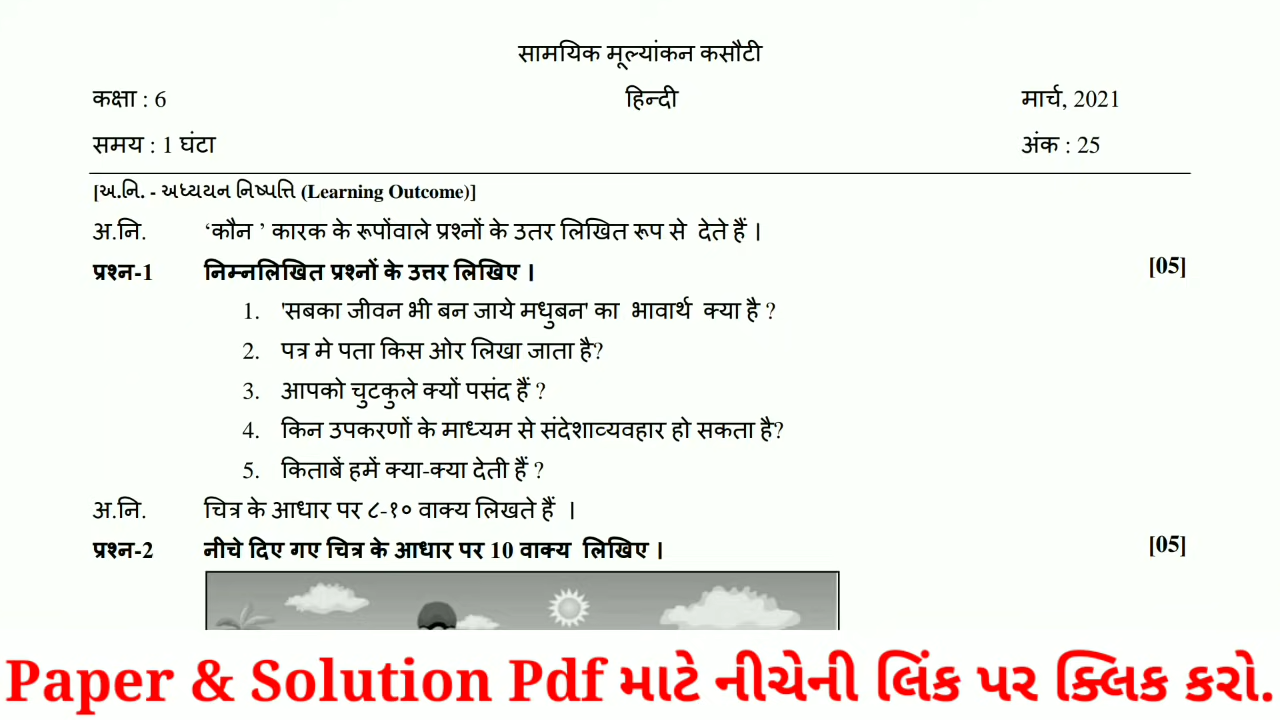 सामयिक मूल्यांकन कसौटी
कक्षा : 6 हिन्दी मार्च, 2021
समय : 1 घंटा अंक : 25
[અ.નિ. - અધ્યયન નિષ્પત્તિ (Learning Outcome)]
अ.नि. ‘कौन ’ कारक के रूपोंवाले प्रश्नों के उतर लिखित रूप से देते हैं ।
प्रश्न-1 निम्नलिखित प्रश्नों के उत्तर लिखिए । [05]
1. 'सबका जीवन भी बन जाये मधुबन' का भावार्थ क्या है ?
2. पत्र मे पता किस ओर लिखा जाता है?
3. आपको चुटकुले क्यों पसंद हैं ?
4. किन उपकरणों के माध्यम से संदेशाव्यवहार हो सकता है?
5. किताबें हमें क्या-क्या देती हैं ?
अ.नि. चित्र के आधार पर ८-१० वाक्य लिखते हैं ।
प्रश्न-2 नीचे दिए गए चित्र के आधार पर 10 वाक्य लिखिए । [05]
Paper & Solution Pdf માટે નીચેની લિંક પર ક્લિક કરો.